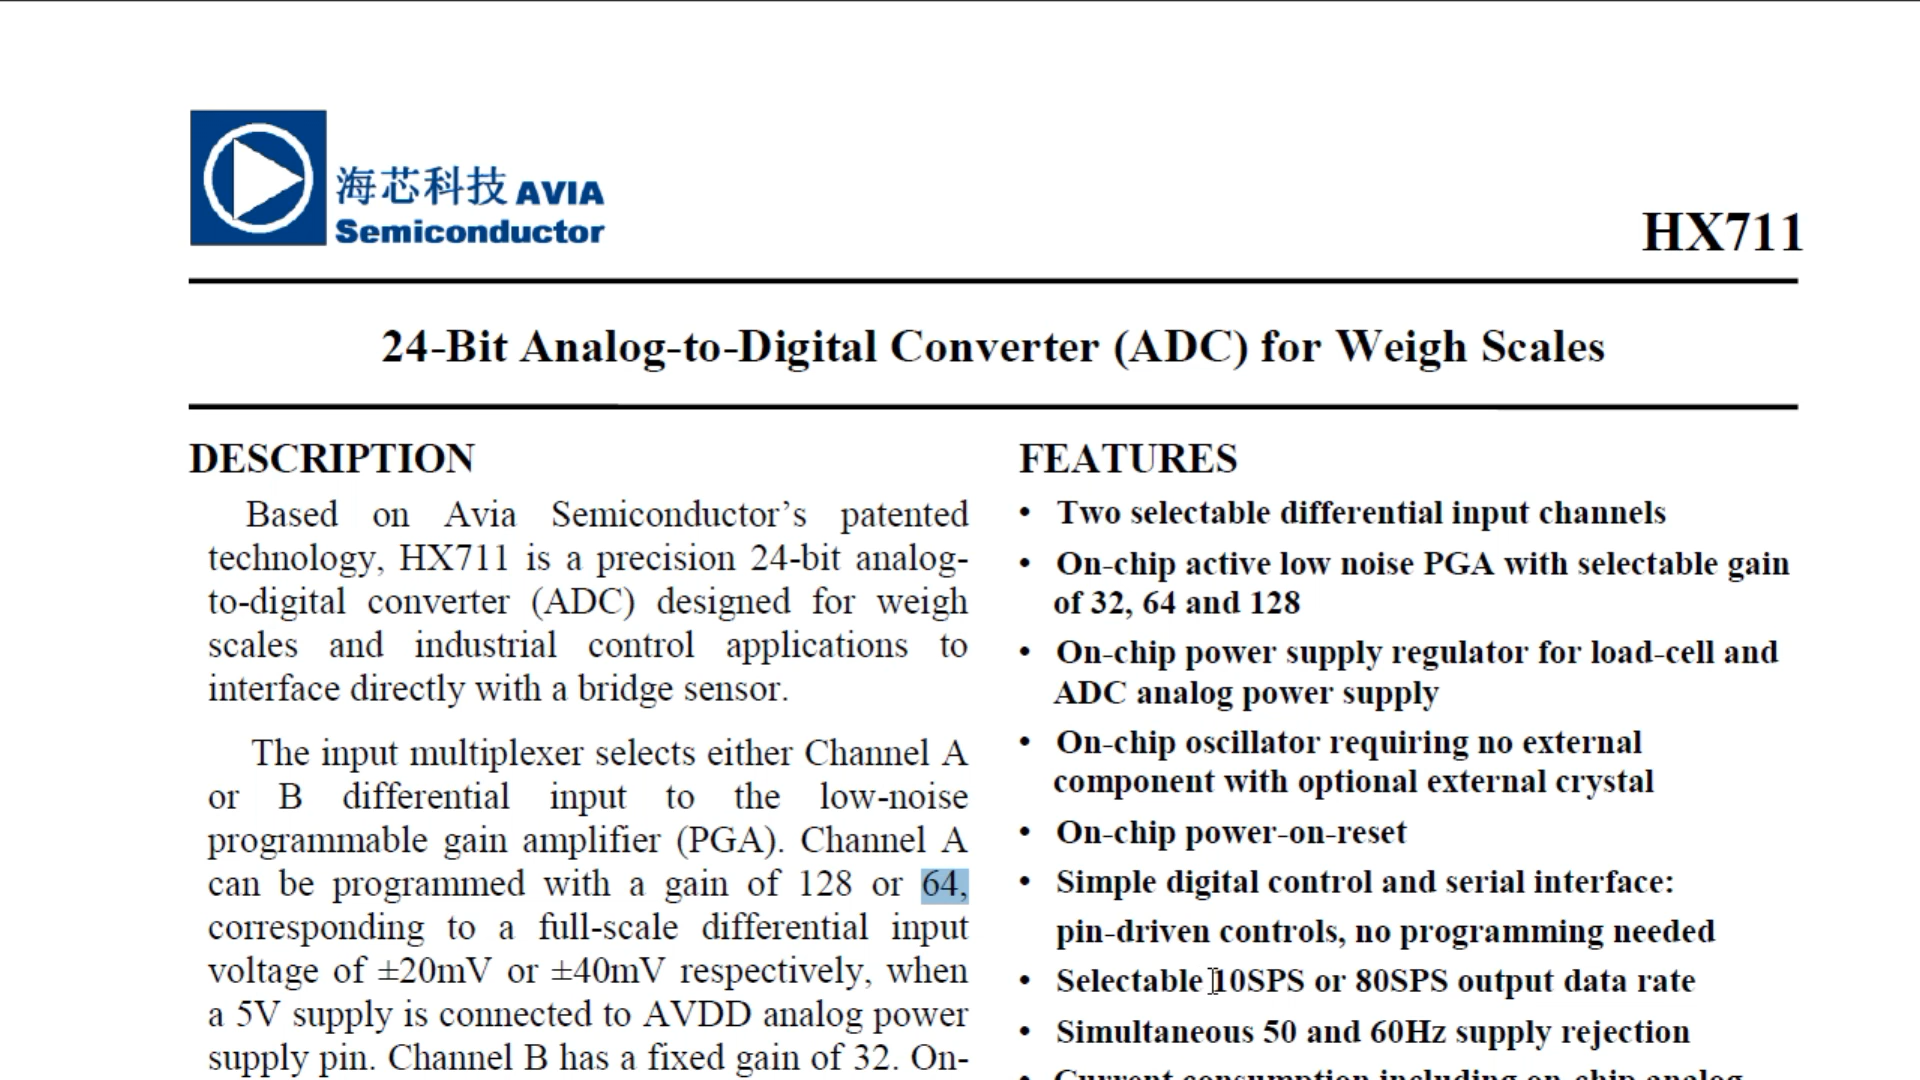 海芯科技 AVIA
Semiconductor
HX711
24-Bit Analog-to-Digital Converter (ADC) for Weigh Scales
DESCRIPTION
Based on Avia Semiconductor’s patented
technology, HX711 is a precision 24-bit analog-
to-digital converter (ADC) designed for weigh
scales and industrial control applications to
interface directly with a bridge sensor.
The input multiplexer selects either Channel A
or B differential input to the low-noise
programmable gain amplifier (PGA). Channel A
can be programmed with a gain of 128 or 64,
corresponding to a full-scale differential input
voltage of ±20mV or ±40mV respectively, when
a 5V supply is connected to AVDD analog power
supply pin. Channel B has a fixed gain of 32. On-
FEATURES
• Two selectable differential input channels
• On-chip active low noise PGA with selectable gain
of 32, 64 and 128
• On-chip power supply regulator for load-cell and
ADC analog power supply
• On-chip oscillator requiring no external
component with optional external crystal
• On-chip power-on-reset
• Simple digital control and serial interface:
pin-driven controls, no programming needed
• Selectable 10SPS or 80SPS output data rate
• Simultaneous 50 and 60Hz supply rejection
• Current consumption including on-chip analog